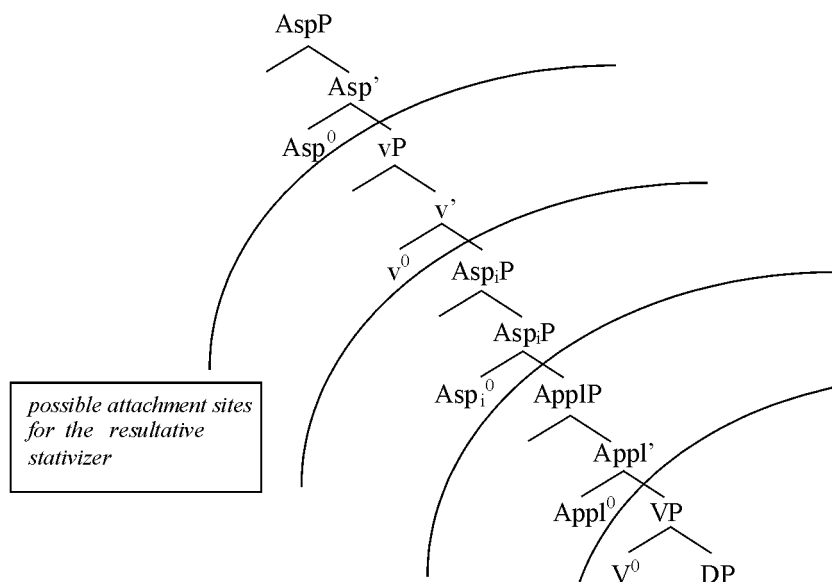 AspP
Asp’
Asp⁰ vP
v’
v⁰ AspᵢP
AspᵢP
Aspᵢ⁰ ApplP
possible attachment sites
for the resultative
stativizer
Appl’
Appl⁰ VP
V⁰ DP